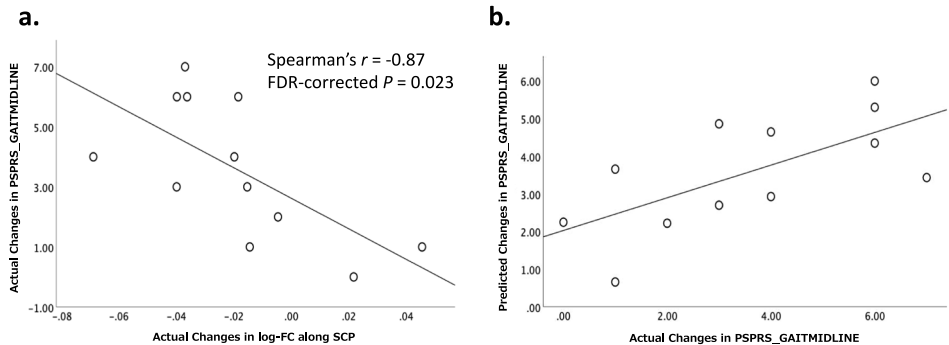 a.
Spearman's r = -0.87
FDR-corrected P = 0.023
Actual Changes in PSPRS_GAITMIDLINE
7.00
5.00
3.00
1.00
-1.00
-.08 -.06 -.04 -.02 .00 .02 .04
Actual Changes in log-FC along SCP
b.
Predicted Changes in PSPRS_GAITMIDLINE
6.00
5.00
4.00
3.00
2.00
1.00
.00
.00 2.00 4.00 6.00
Actual Changes in PSPRS_GAITMIDLINE